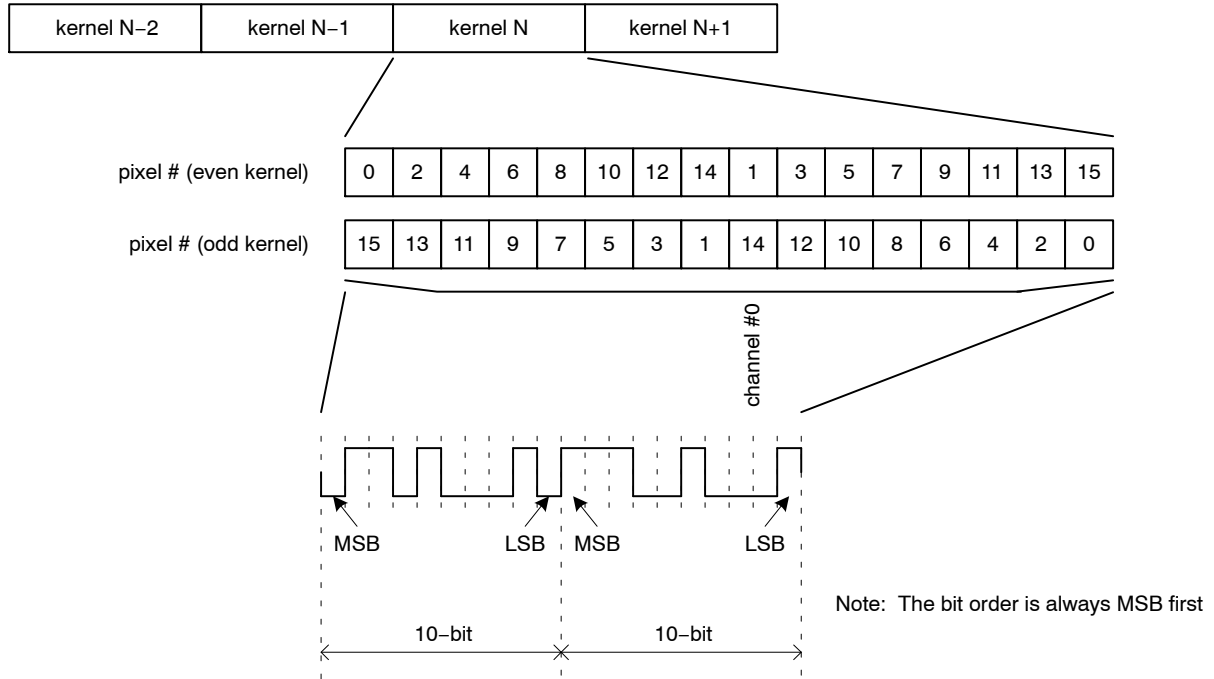 kernel N−2 kernel N−1 kernel N kernel N+1
pixel # (even kernel) 0 2 4 6 8 10 12 14 1 3 5 7 9 11 13 15
pixel # (odd kernel) 15 13 11 9 7 5 3 1 14 12 10 8 6 4 2 0
channel #0
MSB LSB MSB LSB
Note: The bit order is always MSB first
10−bit 10−bit